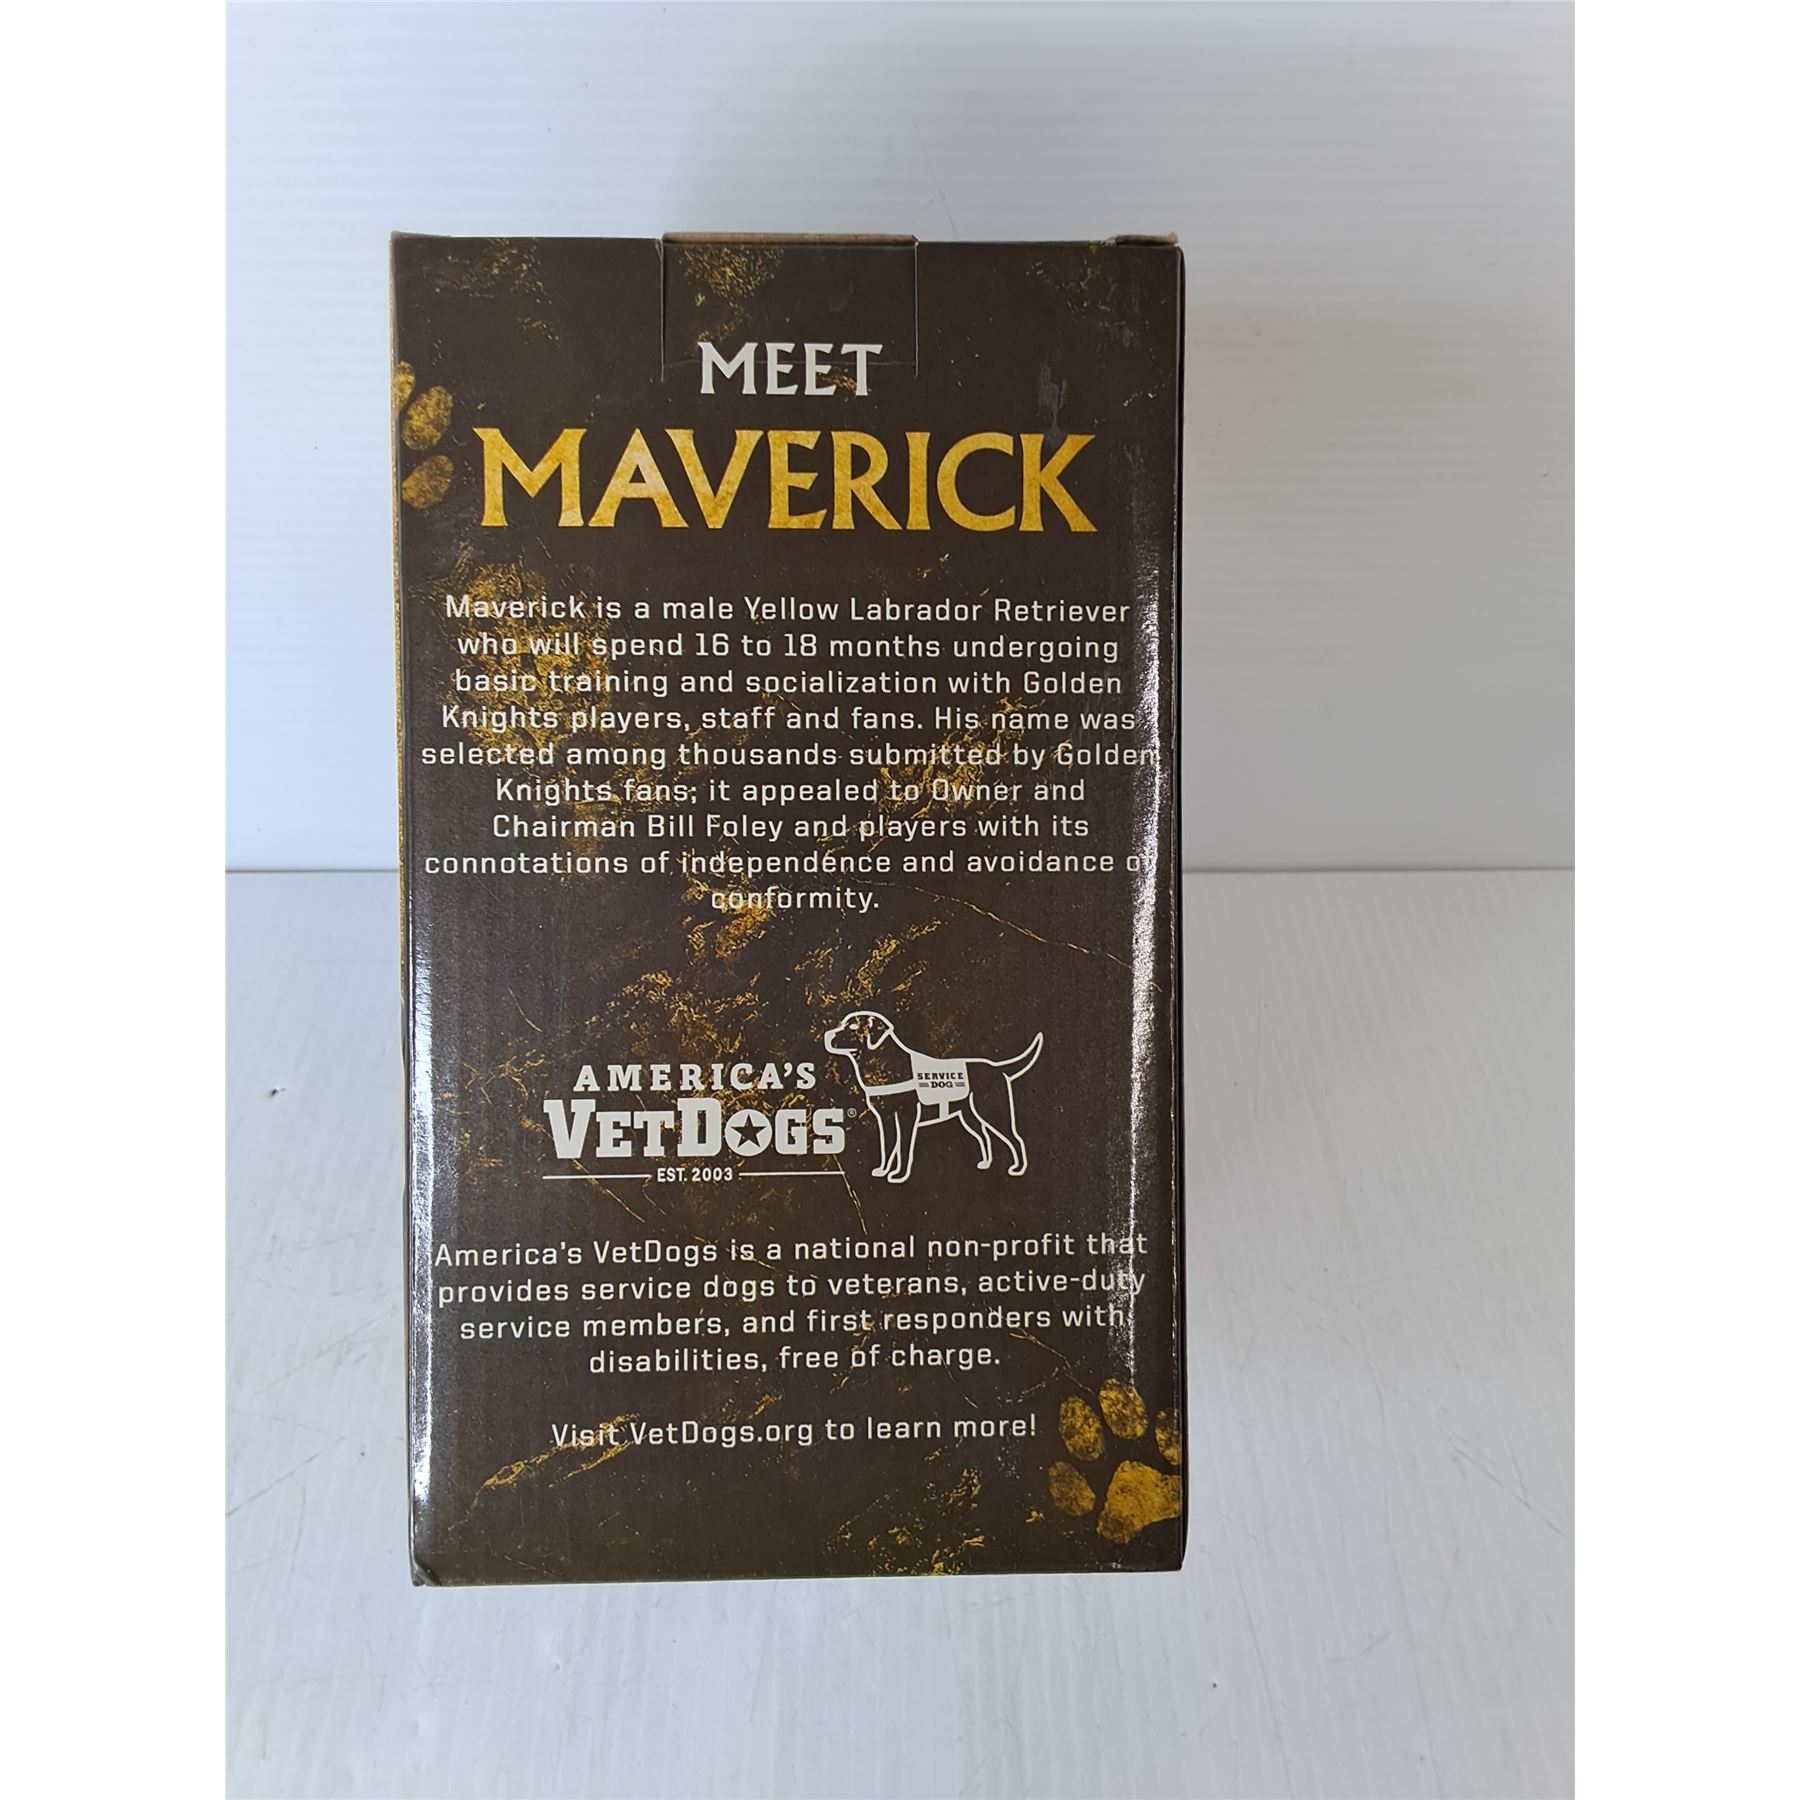 MEET
MAVERICK
Maverick is a male Yellow Labrador Retriever
who will spend 16 to 18 months undergoing
basic training and socialization with Golden
Knights players, staff and fans. His name was
selected among thousands submitted by Golden
Knights fans; it appealed to Owner and
Chairman Bill Foley and players with its
connotations of independence and avoidance of
conformity.
AMERICA'S
VETDOGS®
EST. 2003
SERVICE
DOG
America's VetDogs is a national non-profit that
provides service dogs to veterans, active-duty
service members, and first responders with
disabilities, free of charge.
Visit VetDogs.org to learn more!